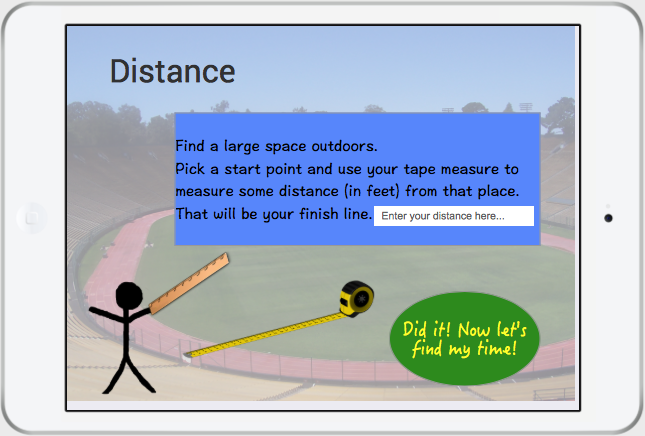 Distance
Find a large space outdoors.
Pick a start point and use your tape measure to
measure some distance (in feet) from that place.
That will be your finish line. Enter your distance here...
Did it! Now let's
find my time!